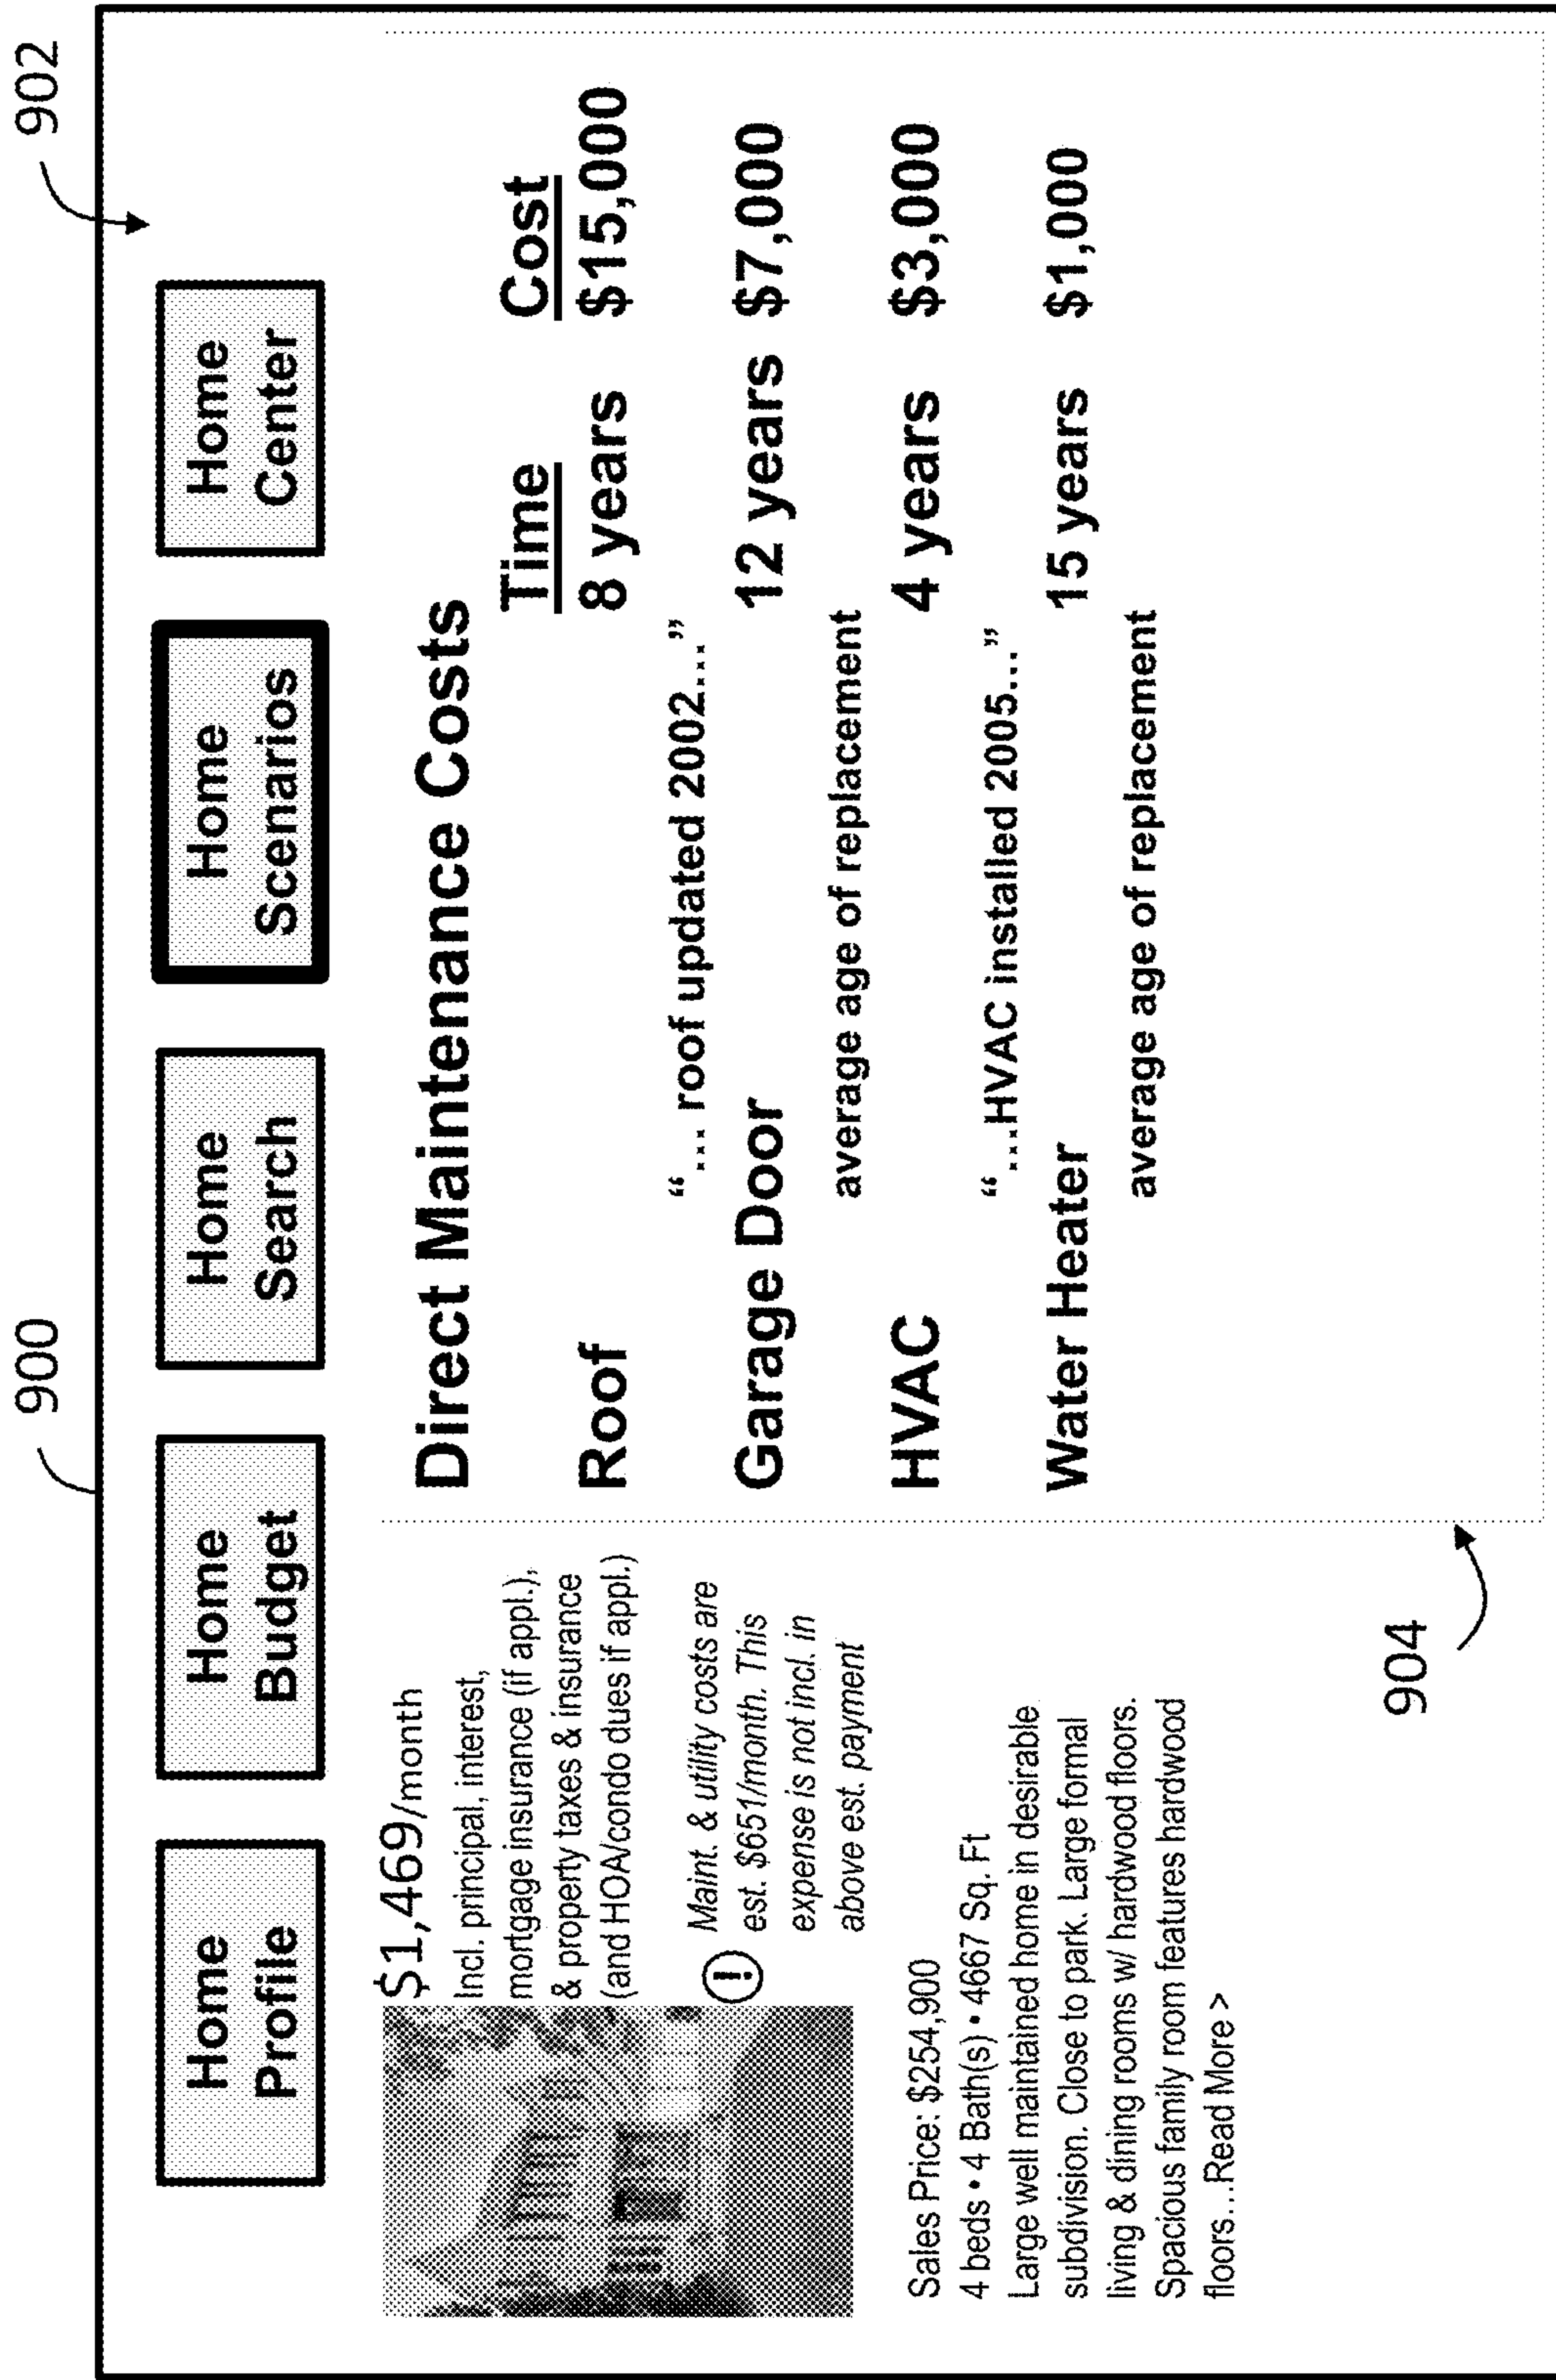 900
902
Home
Profile
Home
Budget
Home
Search
Home
Scenarios
Home
Center
$1,469/month
Incl. principal, interest,
mortgage insurance (if appl.),
& property taxes & insurance
(and HOA/condo dues if appl.)
! Maint. & utility costs are
est. $651/month. This
expense is not incl. in
above est. payment
Sales Price: $254,900
4 beds • 4 Bath(s) • 4667 Sq. Ft
Large well maintained home in desirable
subdivision. Close to park. Large formal
living & dining rooms w/ hardwood floors.
Spacious family room features hardwood
floors...Read More >
Direct Maintenance Costs
Time Cost
Roof 8 years $15,000
“... roof updated 2002...”
Garage Door 12 years $7,000
average age of replacement
HVAC 4 years $3,000
“...HVAC installed 2005...”
Water Heater 15 years $1,000
average age of replacement
904